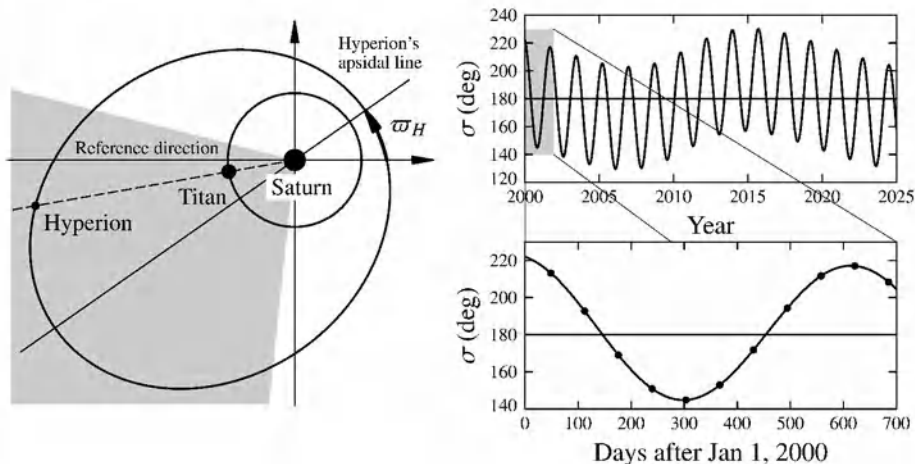 Hyperion's
apsidal line
ϖ_H
Reference direction
Titan
Saturn
Hyperion
σ (deg)
240
220
200
180
160
140
120
2000
2005
2010
2015
2020
2025
Year
σ (deg)
220
200
180
160
140
0
100
200
300
400
500
600
700
Days after Jan 1, 2000